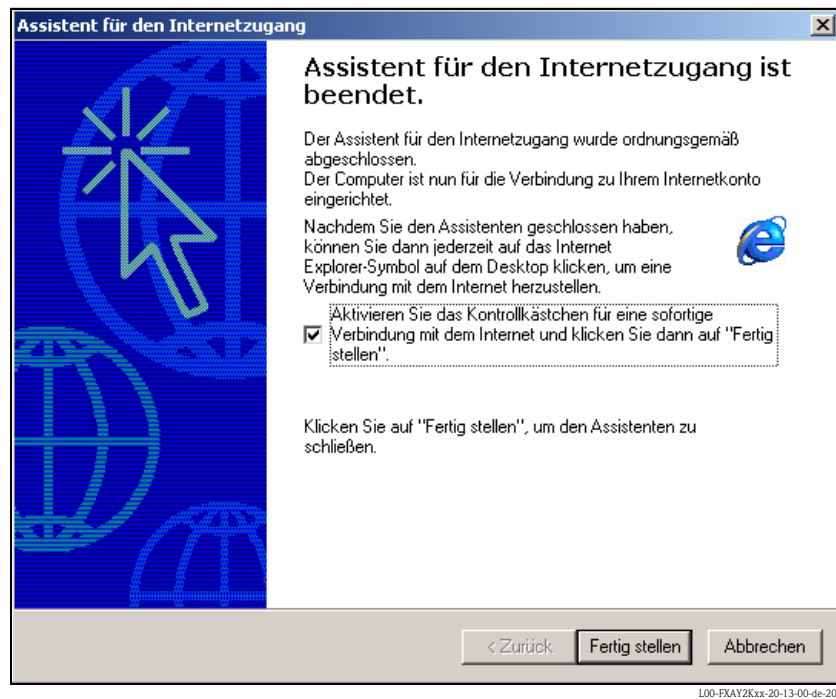 Assistent für den Internetzugang
Assistent für den Internetzugang ist
beendet.
Der Assistent für den Internetzugang wurde ordnungsgemäß
abgeschlossen.
Der Computer ist nun für die Verbindung zu Ihrem Internetkonto
eingerichtet.
Nachdem Sie den Assistenten geschlossen haben,
können Sie dann jederzeit auf das Internet
Explorer-Symbol auf dem Desktop klicken, um eine
Verbindung mit dem Internet herzustellen.
Aktivieren Sie das Kontrollkästchen für eine sofortige
Verbindung mit dem Internet und klicken Sie dann auf "Fertig
stellen".
Klicken Sie auf "Fertig stellen", um den Assistenten zu
schließen.
< Zurück Fertig stellen Abbrechen
L00-FXAY2Kxx-20-13-00-de-20